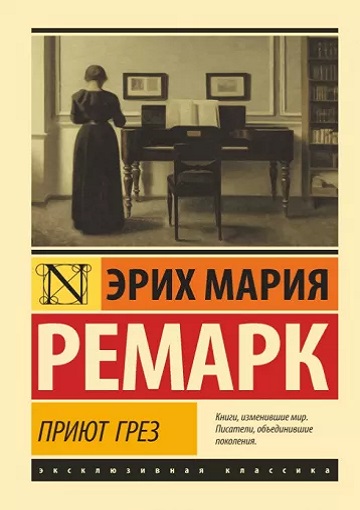 N
ЭРИХ МАРИЯ
РЕМАРК
ПРИЮТ ГРЕЗ
Книги, изменившие мир.
Писатели, объединившие
поколения.
эксклюзивная классика